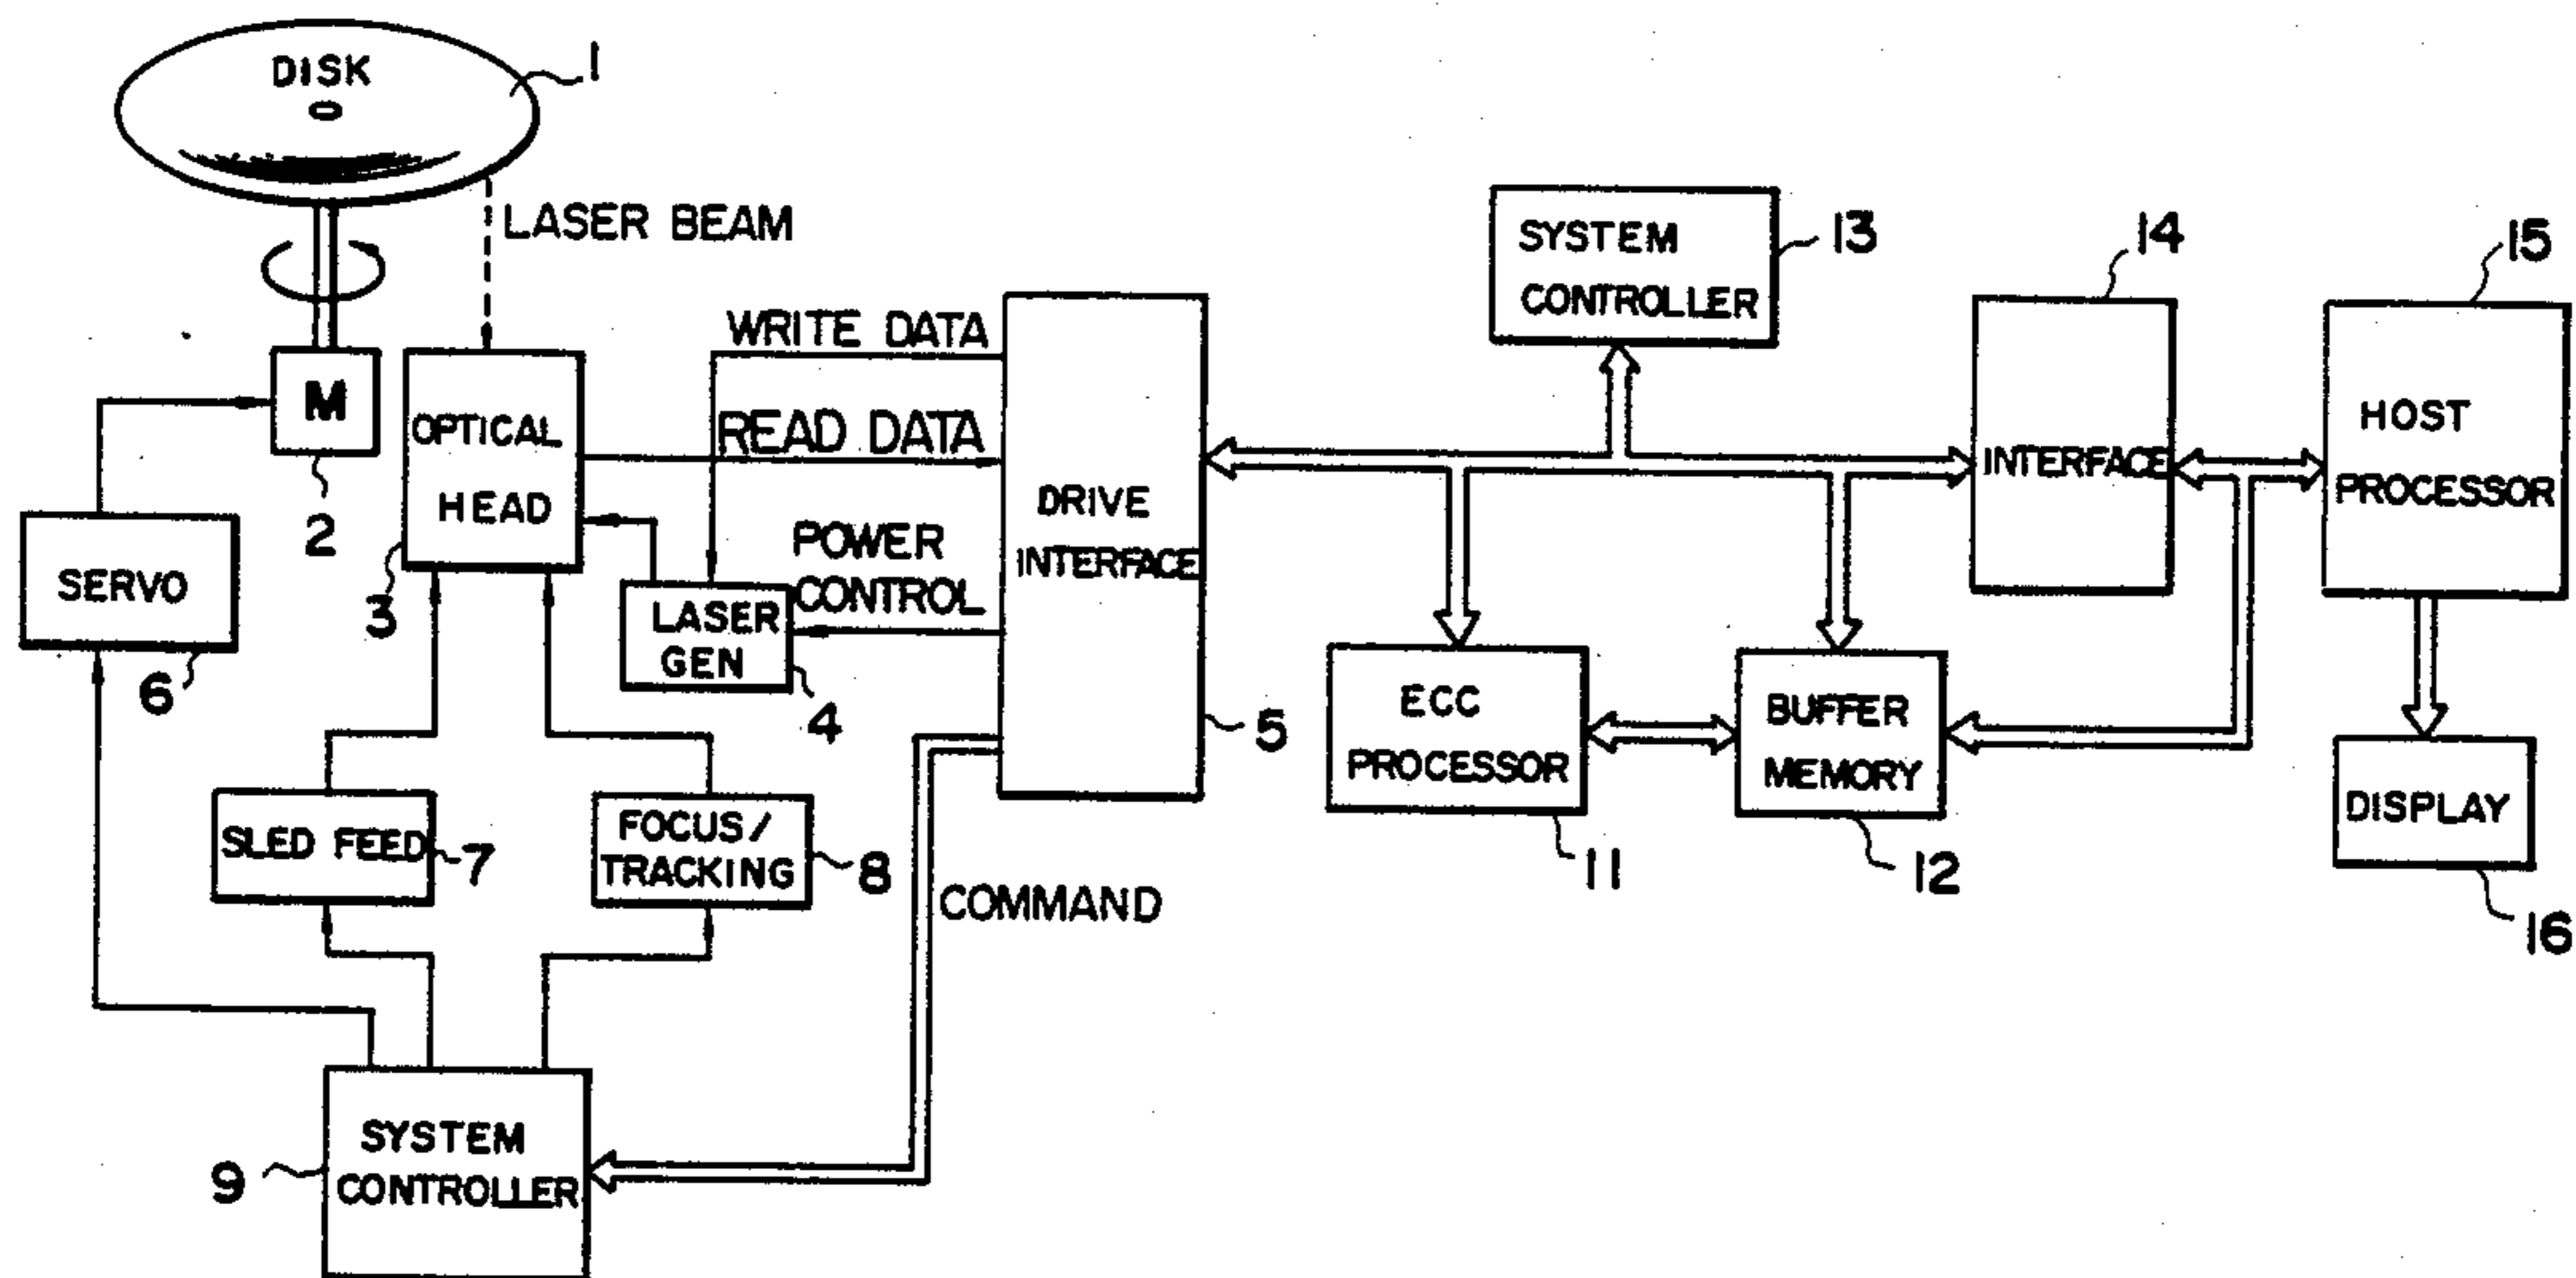 DISK
1
LASER BEAM
M
2
SERVO
6
OPTICAL
HEAD
3
WRITE DATA
READ DATA
POWER
CONTROL
LASER
GEN
4
DRIVE
INTERFACE
5
SLED FEED
7
FOCUS/
TRACKING
8
COMMAND
SYSTEM
CONTROLLER
9
SYSTEM
CONTROLLER
13
ECC
PROCESSOR
11
BUFFER
MEMORY
12
INTERFACE
14
HOST
PROCESSOR
15
DISPLAY
16